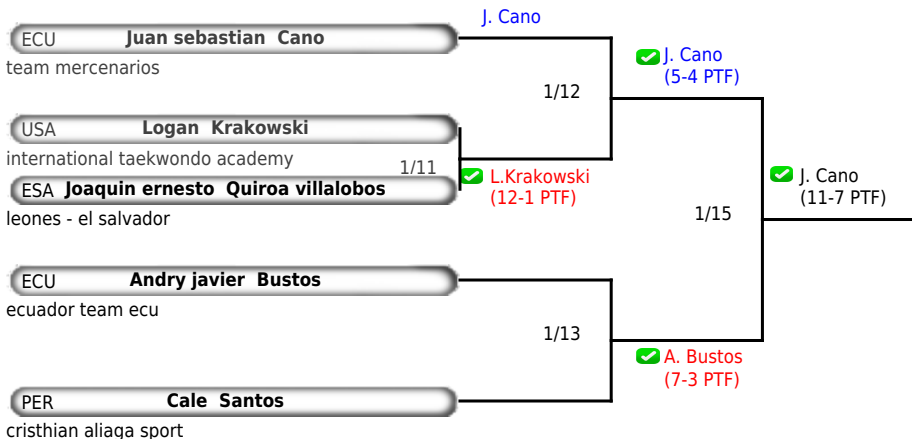 J. Cano
ECU Juan sebastian Cano
team mercenarios
J. Cano
(5-4 PTF)
1/12
USA Logan Krakowski
international taekwondo academy
1/11
L.Krakowski
(12-1 PTF)
ESA Joaquin ernesto Quiroa villalobos
leones - el salvador
J. Cano
(11-7 PTF)
1/15
ECU Andry javier Bustos
ecuador team ecu
1/13
A. Bustos
(7-3 PTF)
PER Cale Santos
cristhian aliaga sport